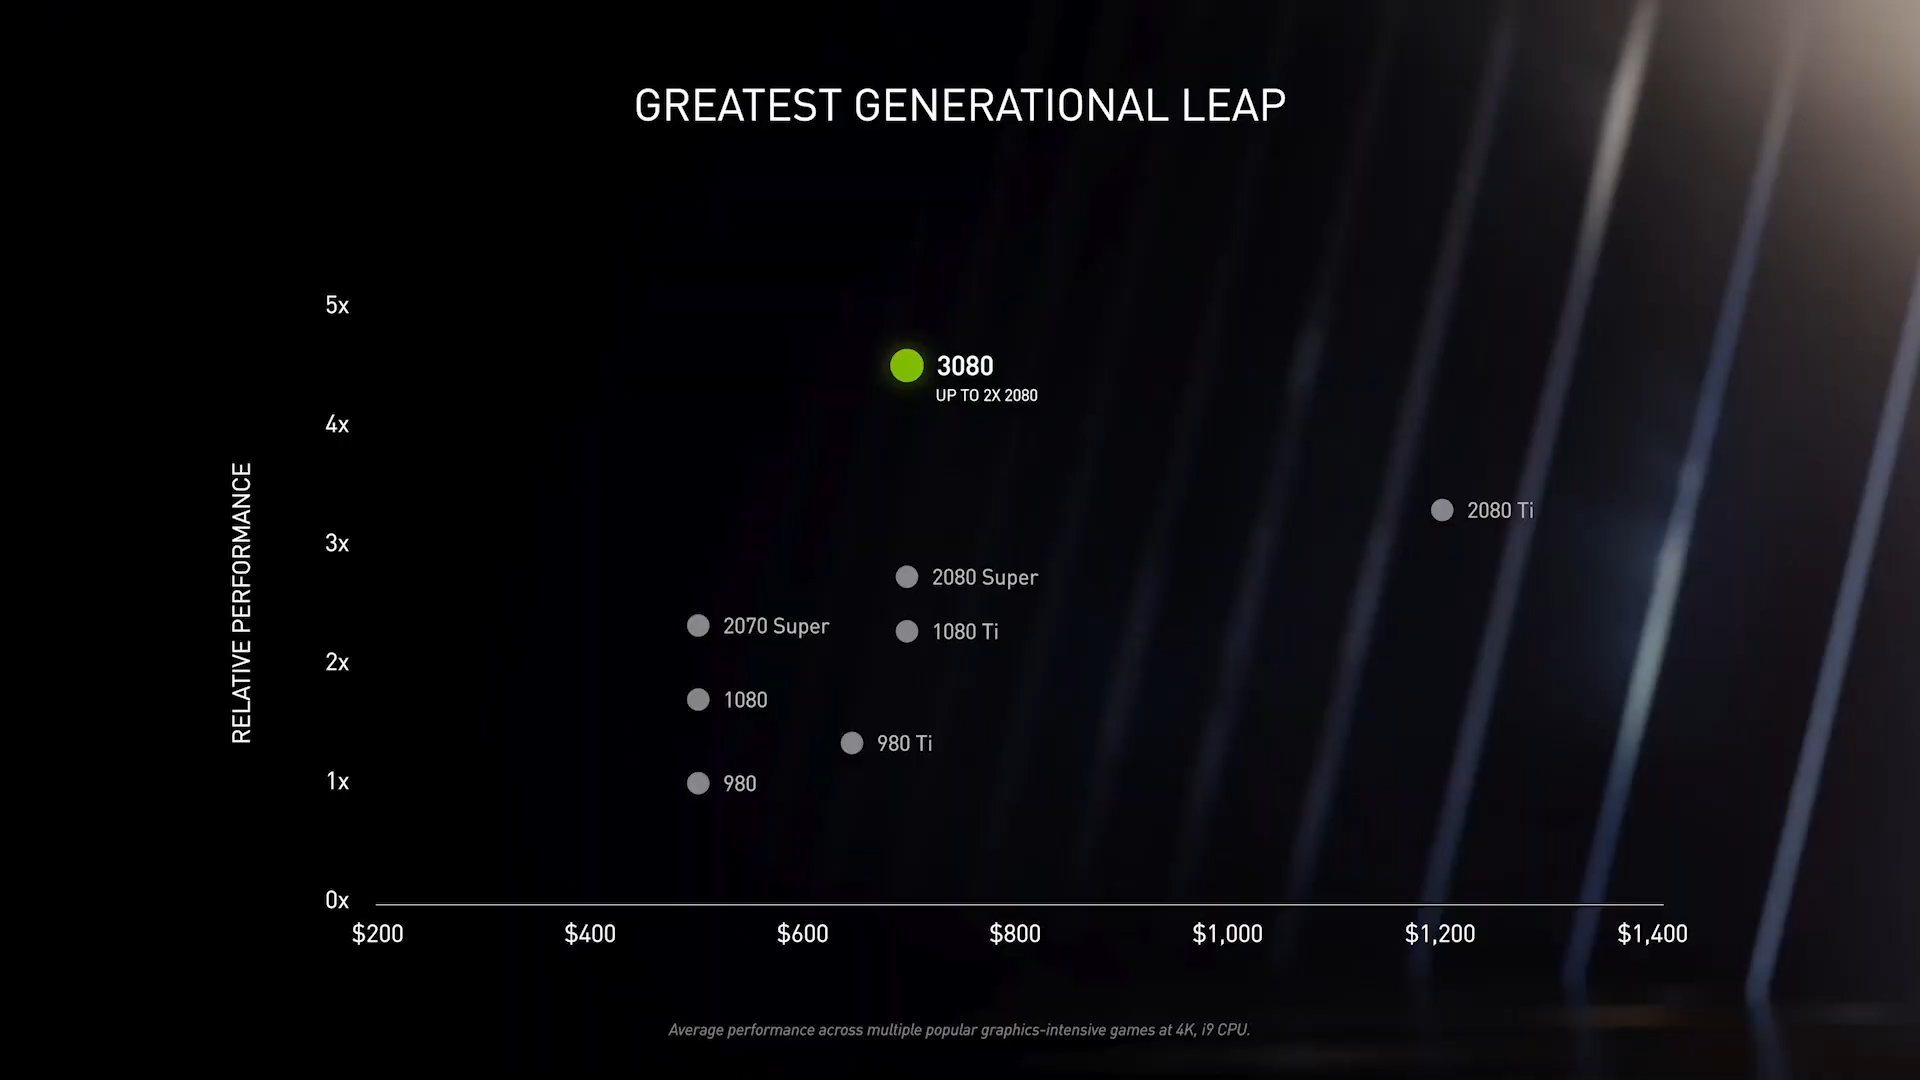 GREATEST GENERATIONAL LEAP
5x
3080
UP TO 2X 2080
4x
RELATIVE PERFORMANCE
2080 Ti
3x
2080 Super
2070 Super
1080 Ti
2x
1080
980 Ti
1x
980
0x
$200 $400 $600 $800 $1,000 $1,200 $1,400
Average performance across multiple popular graphics-intensive games at 4K, i9 CPU.